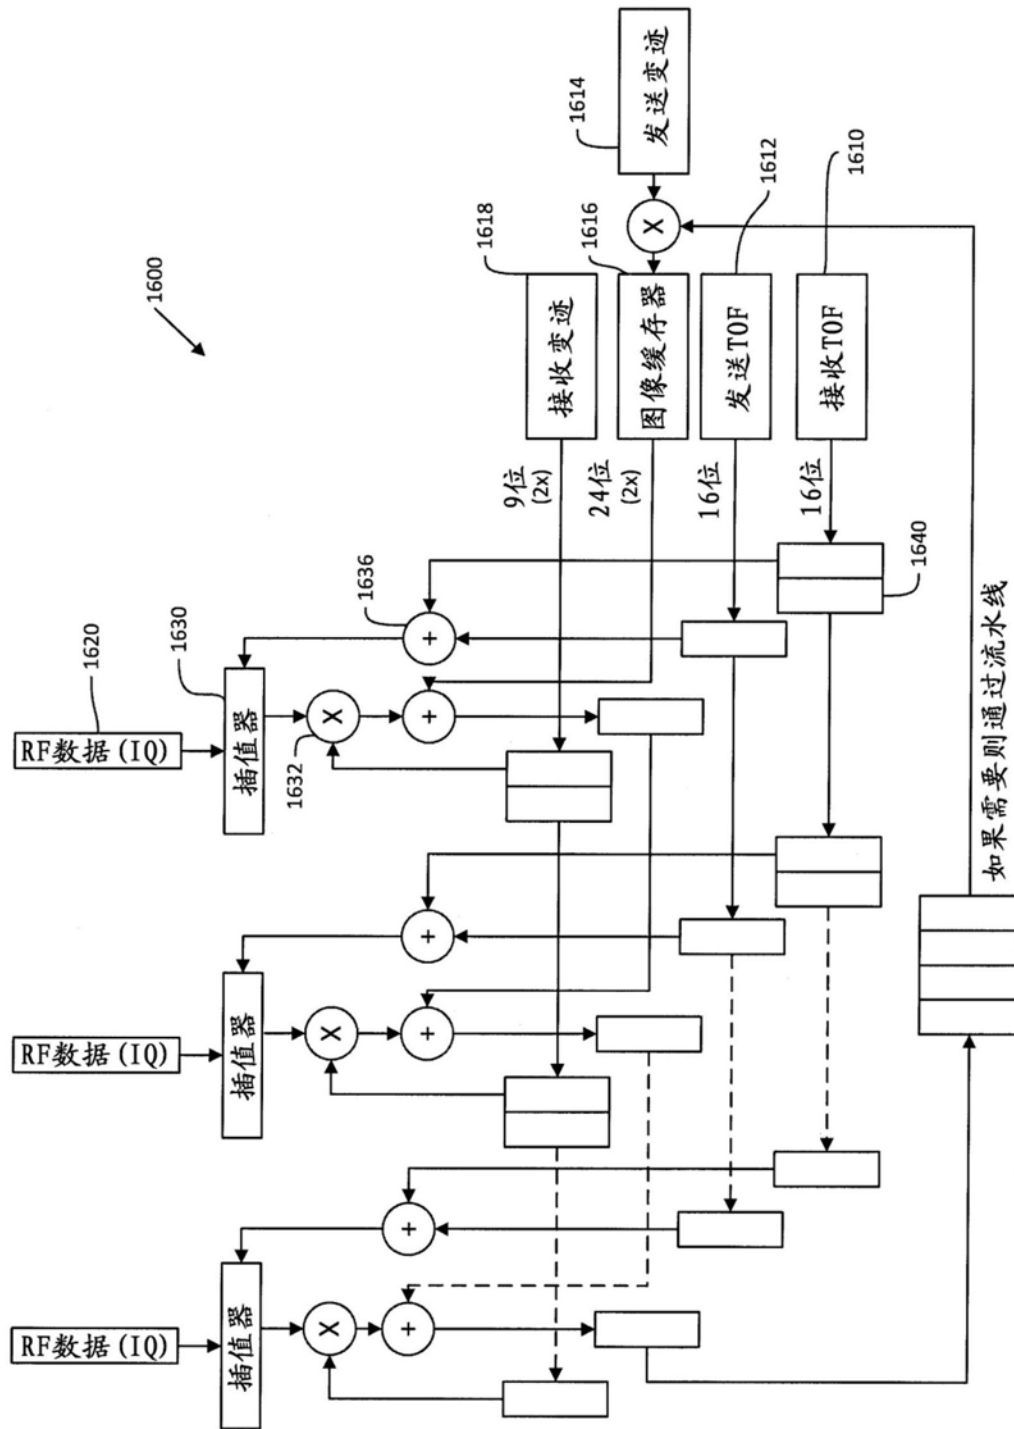 1600
1614
发送变迹
X
1618
接收变迹
1616
图像缓存器
1612
发送TOF
1610
接收TOF
9位
(2x)
24位
(2x)
16位
16位
1620
RF数据(IQ)
1630
插值器
1632
X
1636
+
+
1640
RF数据(IQ)
插值器
X
+
+
RF数据(IQ)
插值器
X
+
+
如果需要则通过流水线